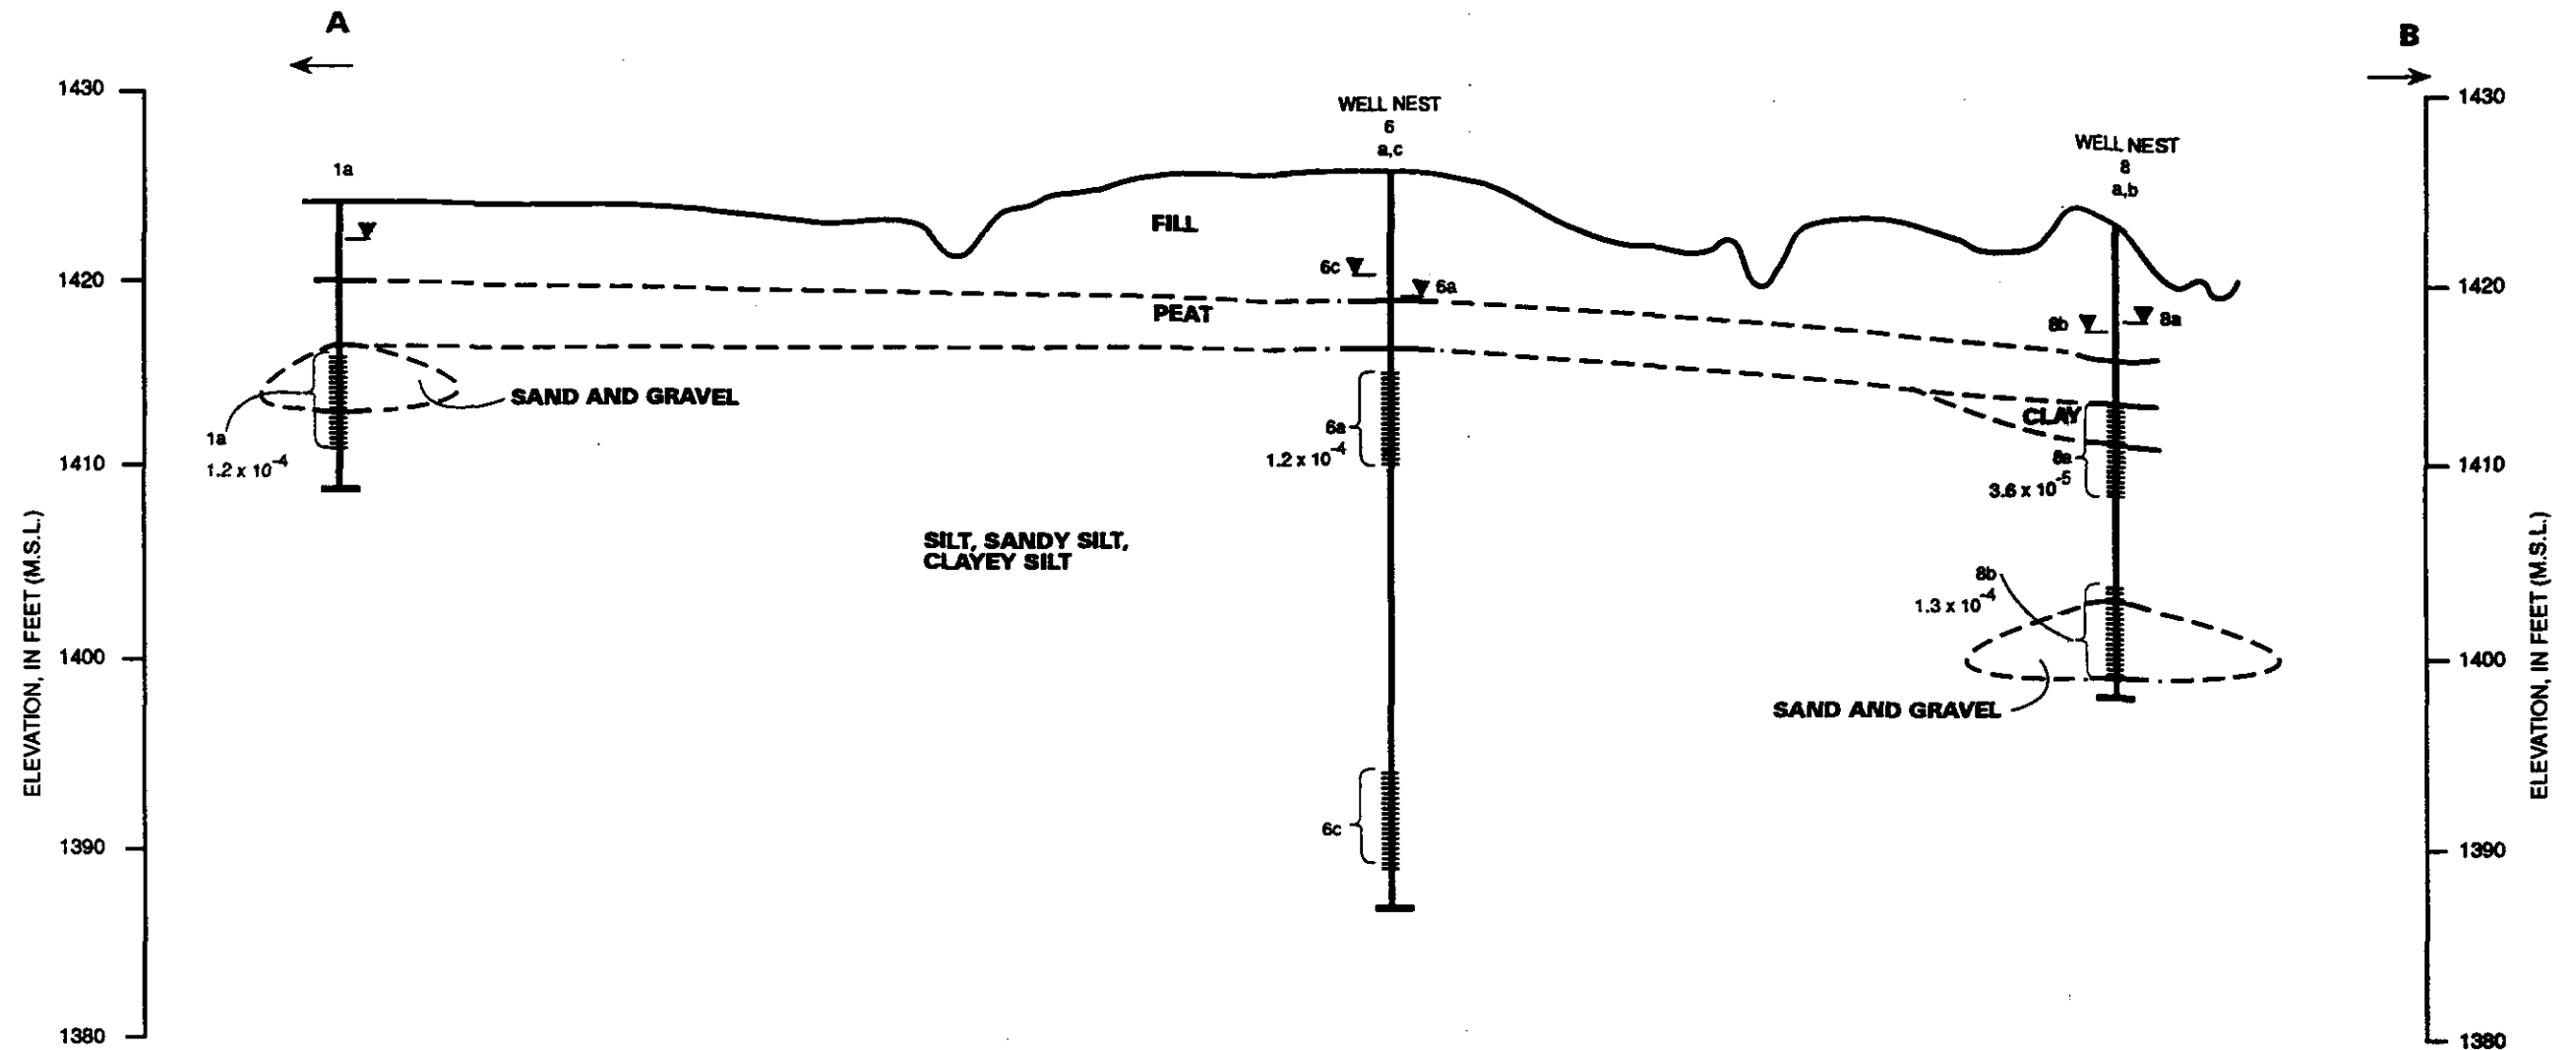 A
B
1430
1430
WELL NEST
6
a,c
WELL NEST
8
a,b
1a
FILL
6c
6a
1420
1420
PEAT
8b
8a
SAND AND GRAVEL
CLAY
1a
1.2 x 10-4
6a
1.2 x 10-4
8a
3.6 x 10-5
1410
1410
SILT, SANDY SILT,
CLAYEY SILT
8b
1.3 x 10-4
1400
1400
SAND AND GRAVEL
6c
1390
1390
1380
1380
ELEVATION, IN FEET (M.S.L.)
ELEVATION, IN FEET (M.S.L.)